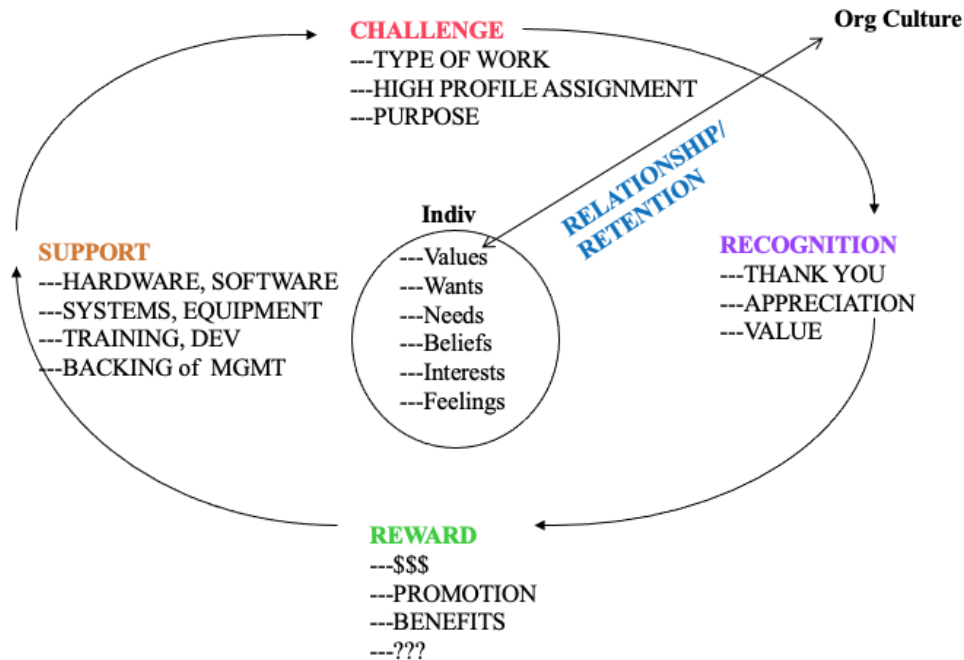 Org Culture
CHALLENGE
---TYPE OF WORK
---HIGH PROFILE ASSIGNMENT
---PURPOSE
RELATIONSHIP/
RETENTION
Indiv
---Values
---Wants
---Needs
---Beliefs
---Interests
---Feelings
SUPPORT
---HARDWARE, SOFTWARE
---SYSTEMS, EQUIPMENT
---TRAINING, DEV
---BACKING of MGMT
RECOGNITION
---THANK YOU
---APPRECIATION
---VALUE
REWARD
---$$$
---PROMOTION
---BENEFITS
---???